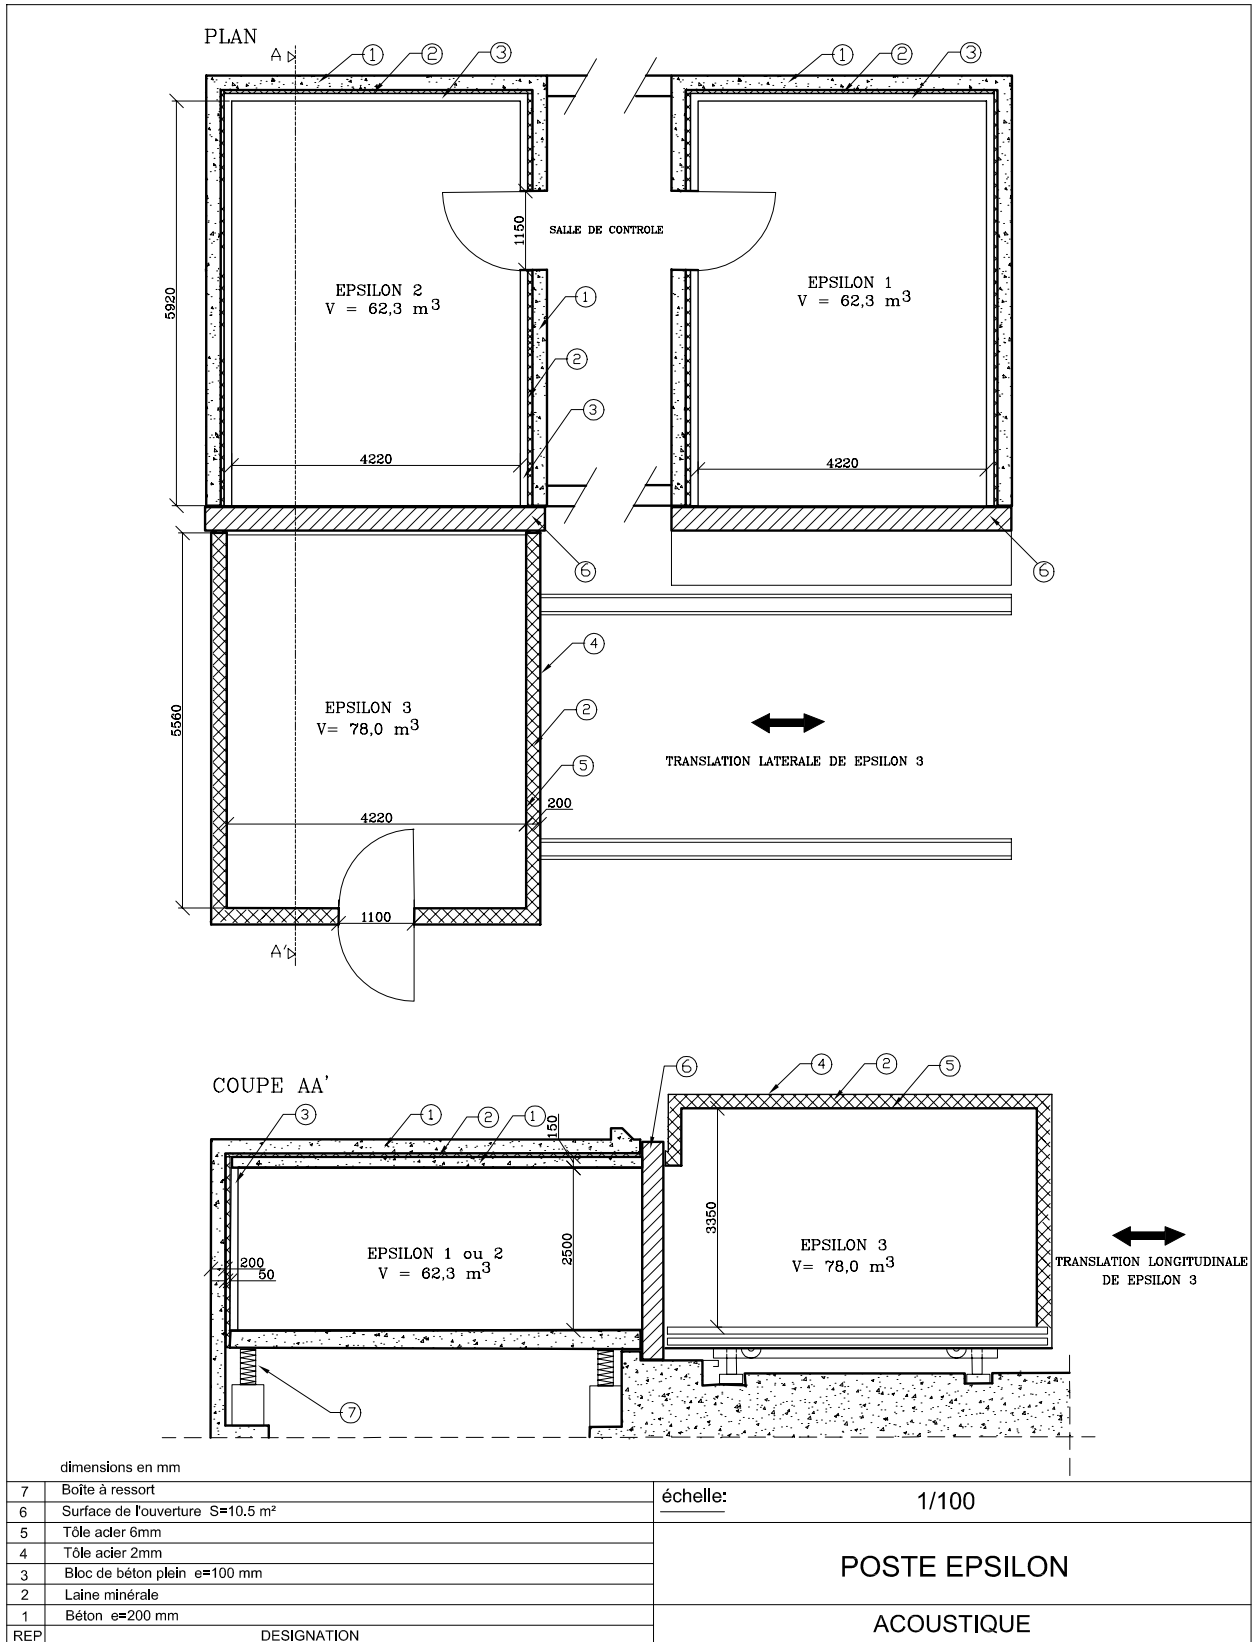 PLAN
A
1
2
3
1
2
3
1150
SALLE DE CONTROLE
5920
EPSILON 2
V = 62,3 m³
EPSILON 1
V = 62,3 m³
1
2
3
4220
4220
6
6
4
5560
EPSILON 3
V= 78,0 m³
2
TRANSLATION LATERALE DE EPSILON 3
5
200
4220
1100
A'
COUPE AA'
6
4
2
5
3
1
2
1
150
3350
2500
EPSILON 1 ou 2
V = 62,3 m³
EPSILON 3
V= 78,0 m³
200
50
TRANSLATION LONGITUDINALE
DE EPSILON 3
7
dimensions en mm
7 Boîte à ressort
6 Surface de l'ouverture S=10.5 m²
5 Tôle acier 6mm
4 Tôle acier 2mm
3 Bloc de béton plein e=100 mm
2 Laine minérale
1 Béton e=200 mm
REP DESIGNATION
échelle: 1/100
POSTE EPSILON
ACOUSTIQUE